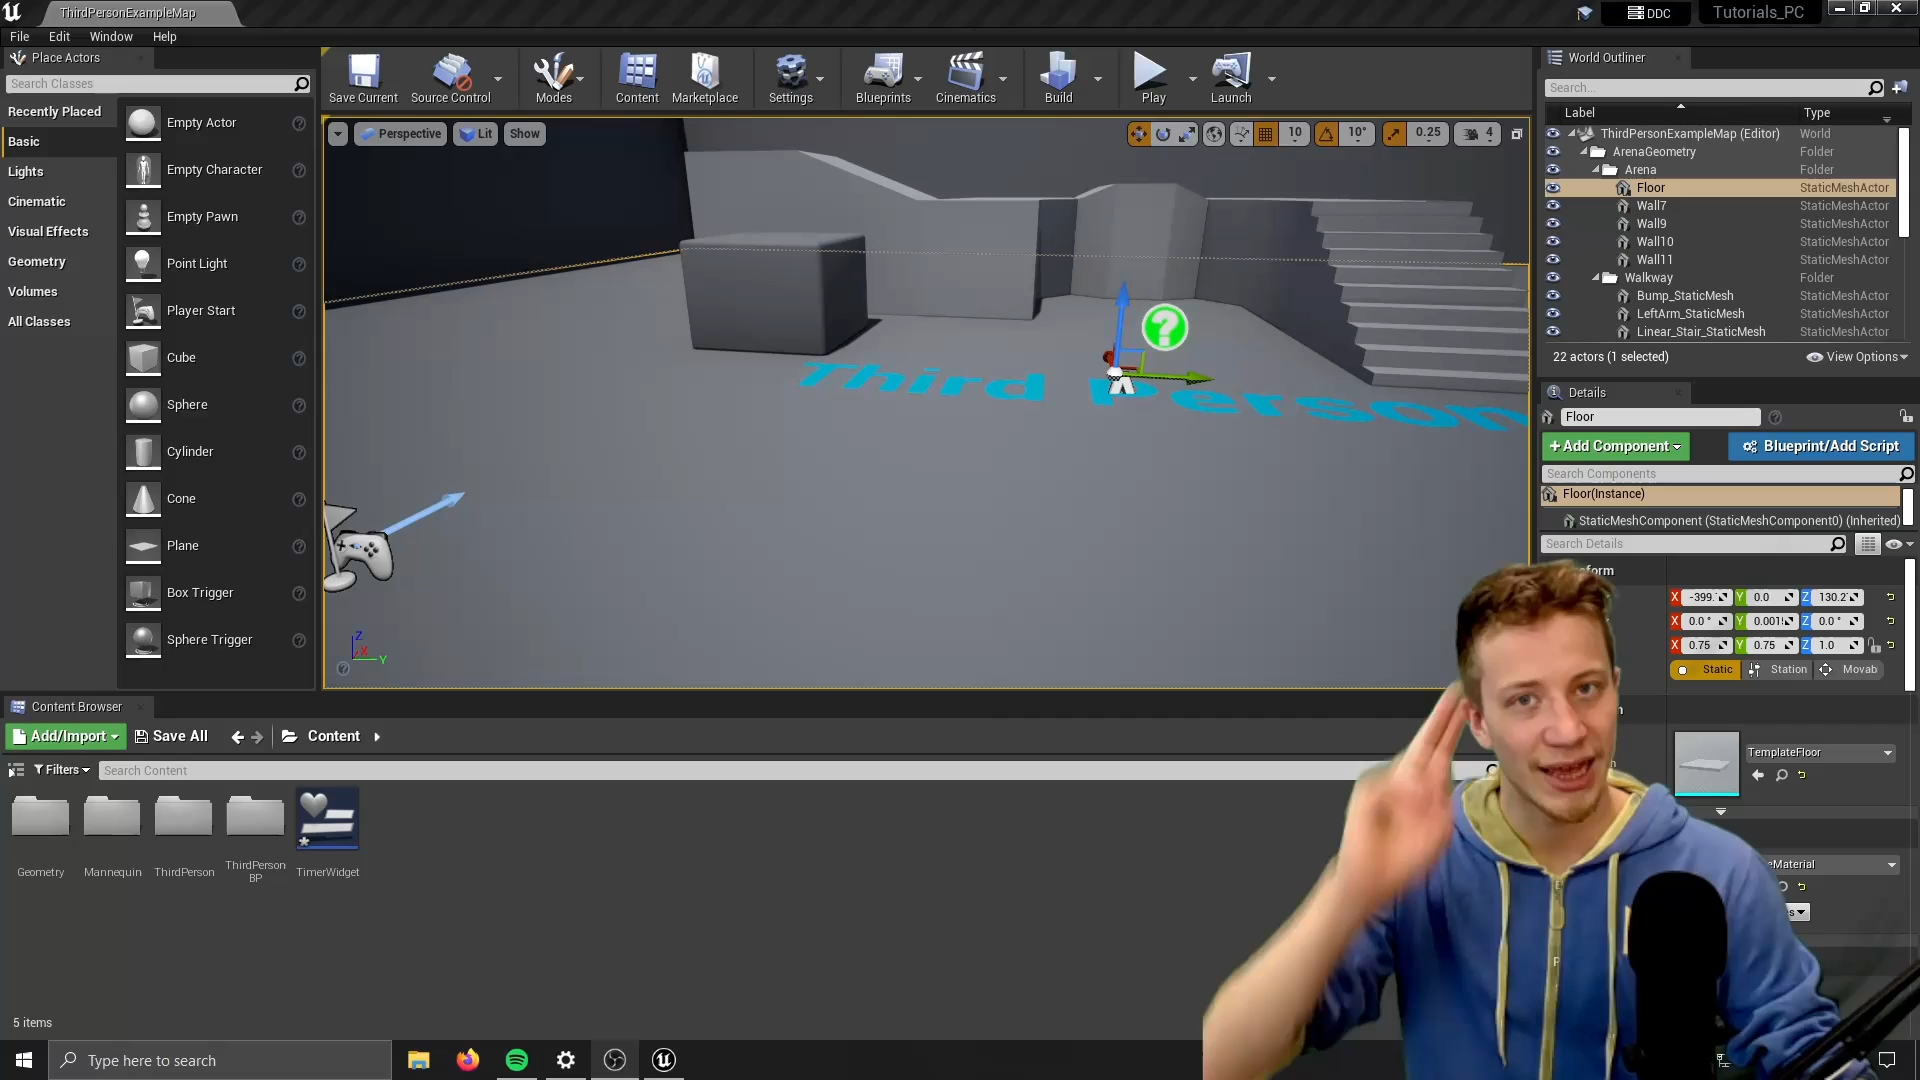 ThirdPersonExampleMap
DDC
Tutorials_PC
File Edit Window Help
Place Actors
Search Classes
Recently Placed
Basic
Lights
Cinematic
Visual Effects
Geometry
Volumes
All Classes
Empty Actor
Empty Character
Empty Pawn
Point Light
Player Start
Cube
Sphere
Cylinder
Cone
Plane
Box Trigger
Sphere Trigger
Save Current
Source Control
Modes
Content
Marketplace
Settings
Blueprints
Cinematics
Build
Play
Launch
Perspective
Lit
Show
10
10°
0.25
4
Third Person
Z
X
Y
World Outliner
Search...
Label Type
ThirdPersonExampleMap (Editor) World
ArenaGeometry Folder
Arena Folder
Floor StaticMeshActor
Wall7 StaticMeshActor
Wall9 StaticMeshActor
Wall10 StaticMeshActor
Wall11 StaticMeshActor
Walkway Folder
Bump_StaticMesh StaticMeshActor
LeftArm_StaticMesh StaticMeshActor
Linear_Stair_StaticMesh StaticMeshActor
22 actors (1 selected)
View Options
Details
Floor
+Add Component
Blueprint/Add Script
Search Components
Floor(Instance)
StaticMeshComponent (StaticMeshComponent0) (Inherited)
Search Details
X -399. Y 0.0 Z 130.2
X 0.0 ° Y 0.001 Z 0.0 °
X 0.75 Y 0.75 Z 1.0
Static Station Movab
TemplateFloor
eMaterial
Content Browser
Add/Import
Save All
Content
Filters
Search Content
Geometry
Mannequin
ThirdPerson
ThirdPerson
BP
TimerWidget
5 items
Type here to search